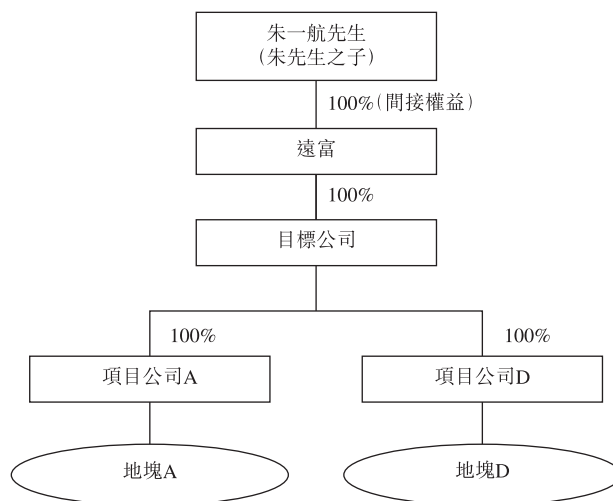 朱一航先生
(朱先生之子)
100%(間接權益)
遠富
100%
目標公司
100%
100%
項目公司A
項目公司D
地塊A
地塊D